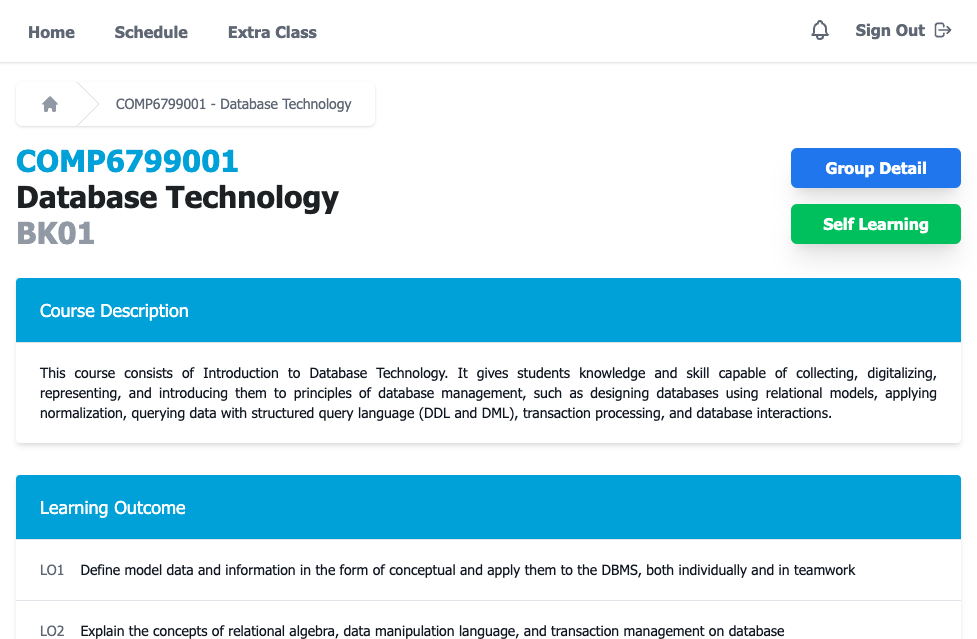 Home Schedule Extra Class Sign Out
COMP6799001 - Database Technology
COMP6799001
Database Technology
BK01
Group Detail
Self Learning
Course Description
This course consists of Introduction to Database Technology. It gives students knowledge and skill capable of collecting, digitalizing,
representing, and introducing them to principles of database management, such as designing databases using relational models, applying
normalization, querying data with structured query language (DDL and DML), transaction processing, and database interactions.
Learning Outcome
LO1 Define model data and information in the form of conceptual and apply them to the DBMS, both individually and in teamwork
LO2 Explain the concepts of relational algebra, data manipulation language, and transaction management on database